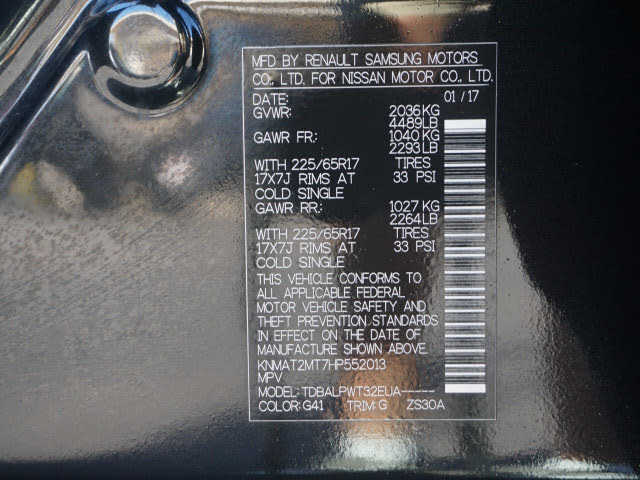 MFD BY RENAULT SAMSUNG MOTORS
CO., LTD. FOR NISSAN MOTOR CO., LTD.
DATE: 01 / 17
GVWR: 2036 KG
4489 LB
GAWR FR: 1040 KG
2293 LB
WITH 225/65R17 TIRES
17X7J RIMS AT 33 PSI
COLD SINGLE
GAWR RR: 1027 KG
2264 LB
WITH 225/65R17 TIRES
17X7J RIMS AT 33 PSI
COLD SINGLE
THIS VEHICLE CONFORMS TO
ALL APPLICABLE FEDERAL
MOTOR VEHICLE SAFETY AND
THEFT PREVENTION STANDARDS
IN EFFECT ON THE DATE OF
MANUFACTURE SHOWN ABOVE.
KNMAT2MT7HP552013
MPV
MODEL: TDBALPWT32EUA-----
COLOR: G41 TRIM: G ZS30A